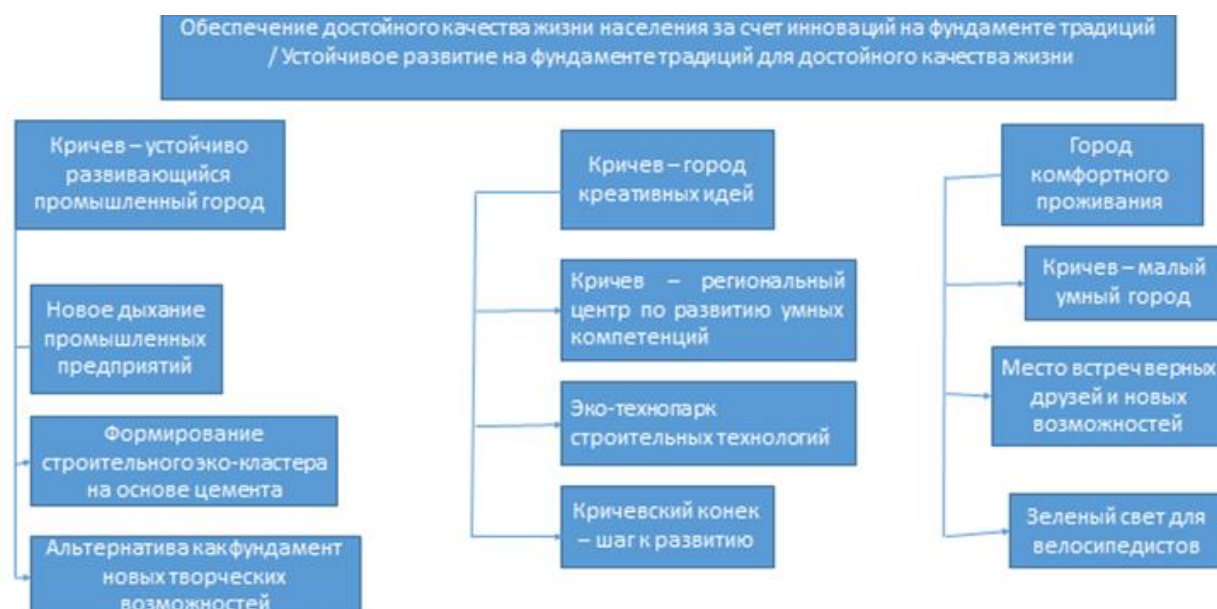 Обеспечение достойного качества жизни населения за счет инноваций на фундаменте традиций
/ Устойчивое развитие на фундаменте традиций для достойного качества жизни
Кричев – устойчиво
развивающийся
промышленный город
Новое дыхание
промышленных
предприятий
Формирование
строительного эко-кластера
на основе цемента
Альтернатива как фундамент
новых творческих
возможностей
Кричев – город
креативных идей
Кричев – региональный
центр по развитию умных
компетенций
Эко-технопарк
строительных технологий
Кричевский конек
– шаг к развитию
Город
комфортного
проживания
Кричев – малый
умный город
Место встреч верных
друзей и новых
возможностей
Зеленый свет для
велосипедистов